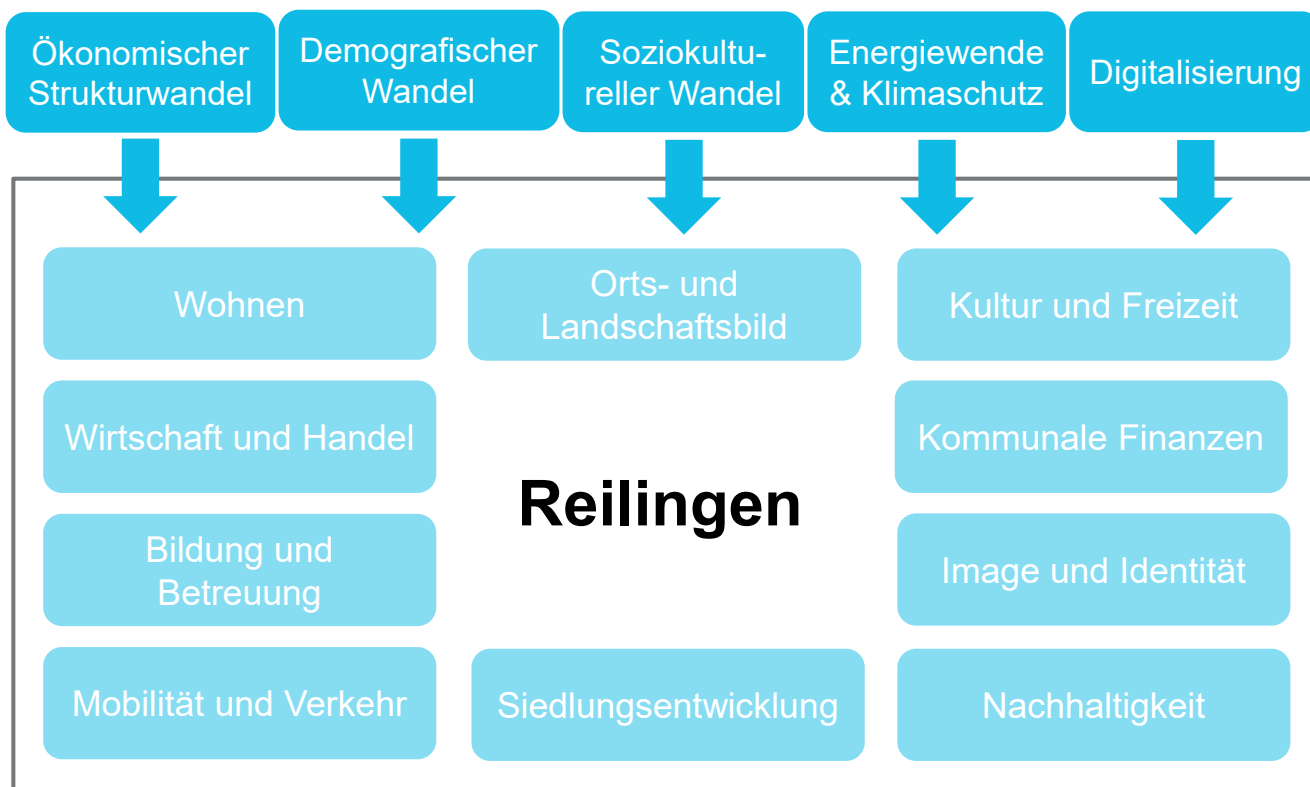 Ökonomischer
Strukturwandel
Demografischer
Wandel
Soziokultu-
reller Wandel
Energiewende
& Klimaschutz
Digitalisierung
Wohnen
Orts- und
Landschaftsbild
Kultur und Freizeit
Wirtschaft und Handel
Kommunale Finanzen
Reilingen
Bildung und
Betreuung
Image und Identität
Mobilität und Verkehr
Siedlungsentwicklung
Nachhaltigkeit